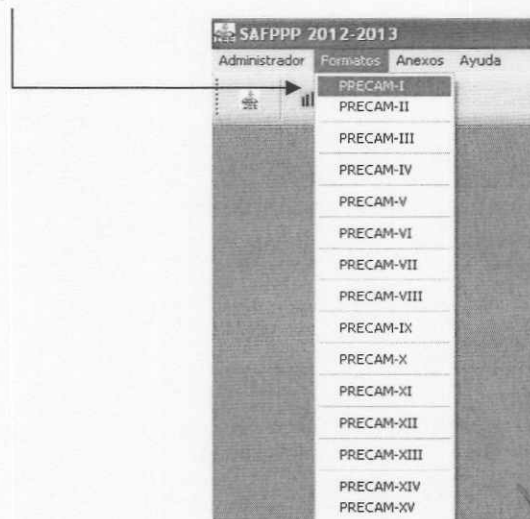 SAFPPP 2012-2013
Administrador Formatos Anexos Ayuda
PRECAM-I
PRECAM-II
PRECAM-III
PRECAM-IV
PRECAM-V
PRECAM-VI
PRECAM-VII
PRECAM-VIII
PRECAM-IX
PRECAM-X
PRECAM-XI
PRECAM-XII
PRECAM-XIII
PRECAM-XIV
PRECAM-XV